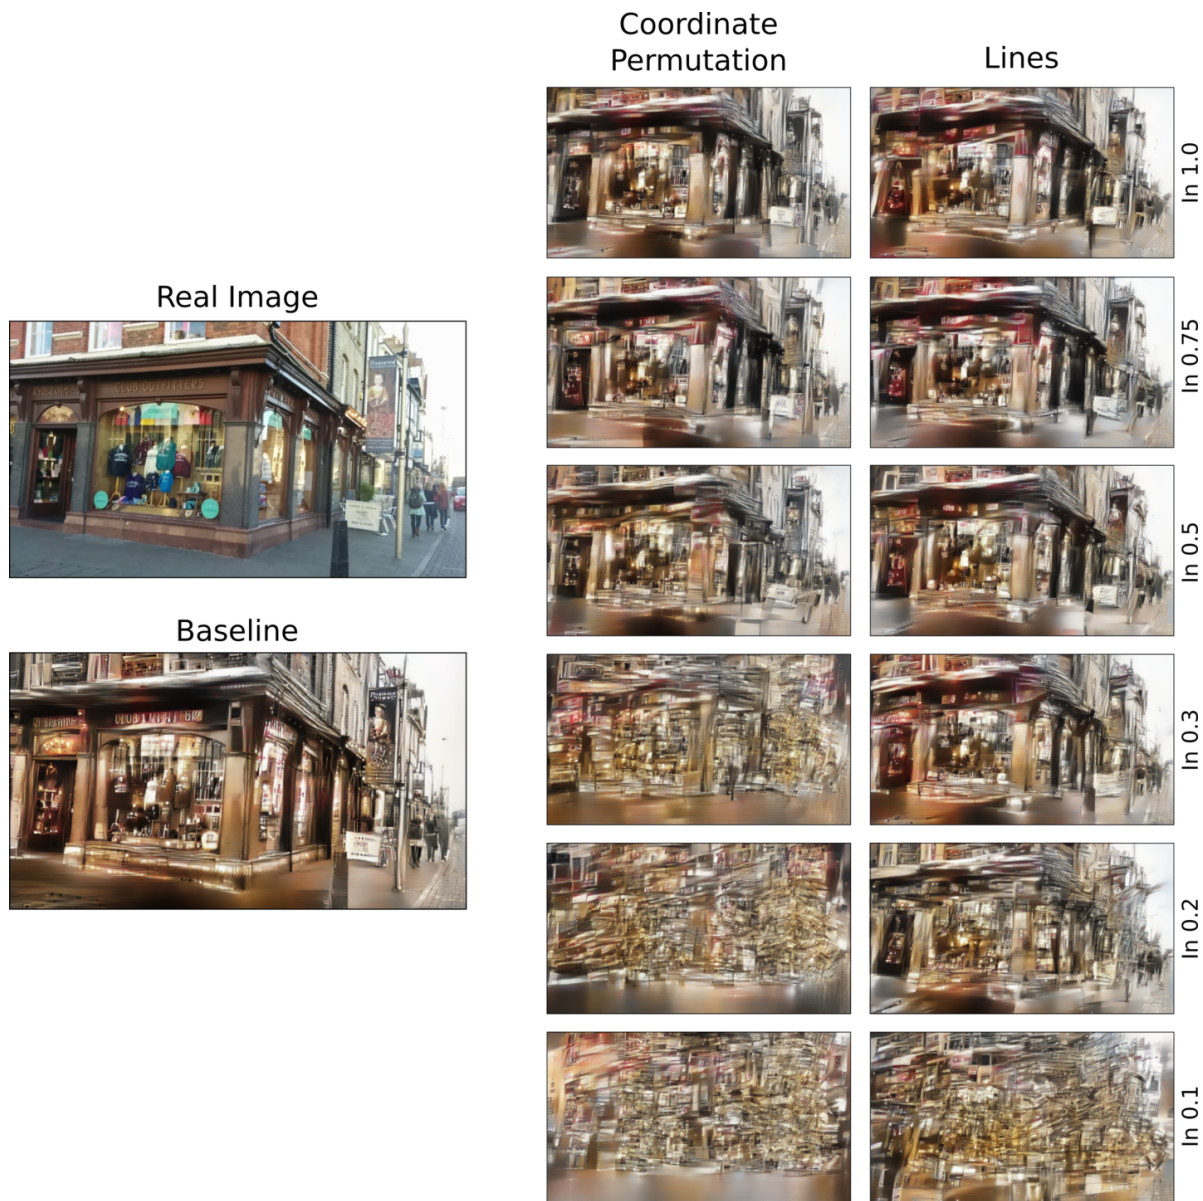 Coordinate
Permutation
Lines
In 1.0
In 0.75
Real Image
CLUB OUTFITTERS
In 0.5
Baseline
In 0.3
In 0.2
In 0.1